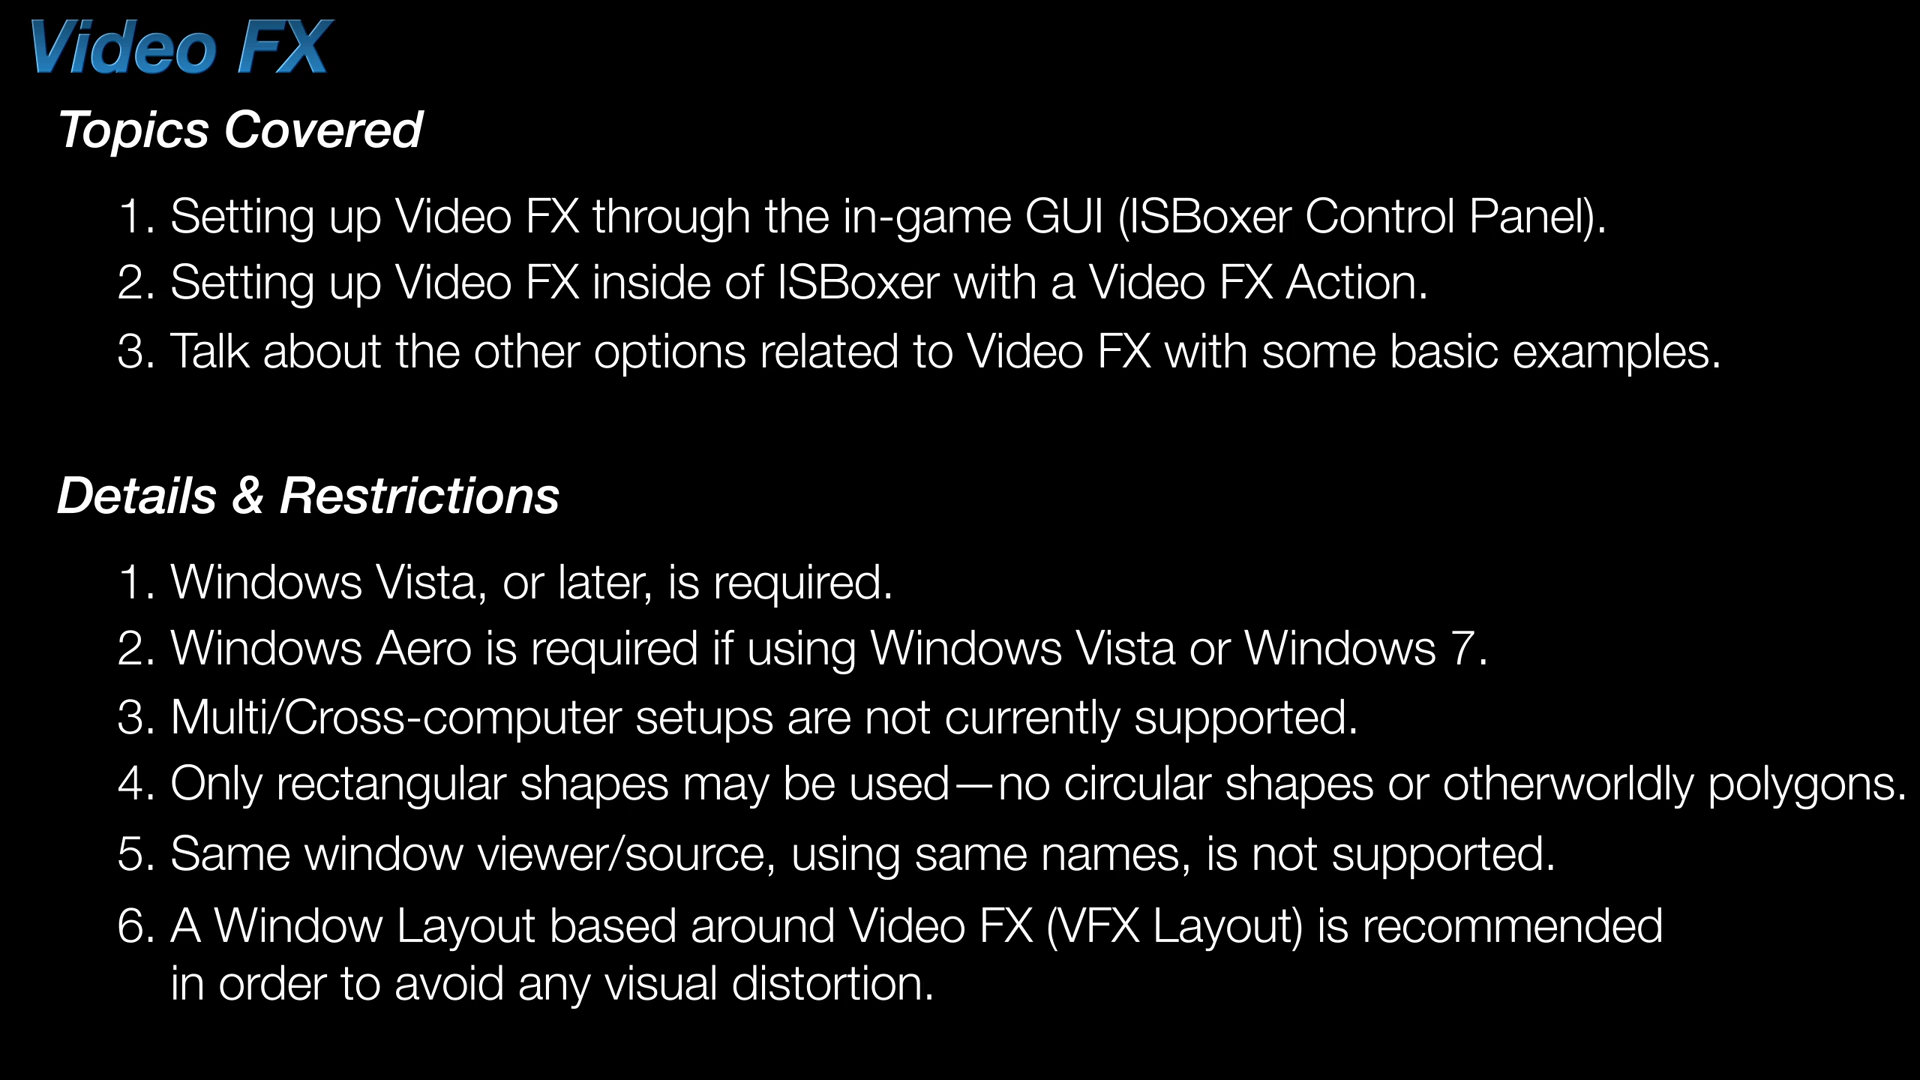 Video FX
Topics Covered
1. Setting up Video FX through the in-game GUI (ISBoxer Control Panel).
2. Setting up Video FX inside of ISBoxer with a Video FX Action.
3. Talk about the other options related to Video FX with some basic examples.
Details & Restrictions
1. Windows Vista, or later, is required.
2. Windows Aero is required if using Windows Vista or Windows 7.
3. Multi/Cross-computer setups are not currently supported.
4. Only rectangular shapes may be used—no circular shapes or otherworldly polygons.
5. Same window viewer/source, using same names, is not supported.
6. A Window Layout based around Video FX (VFX Layout) is recommended
in order to avoid any visual distortion.